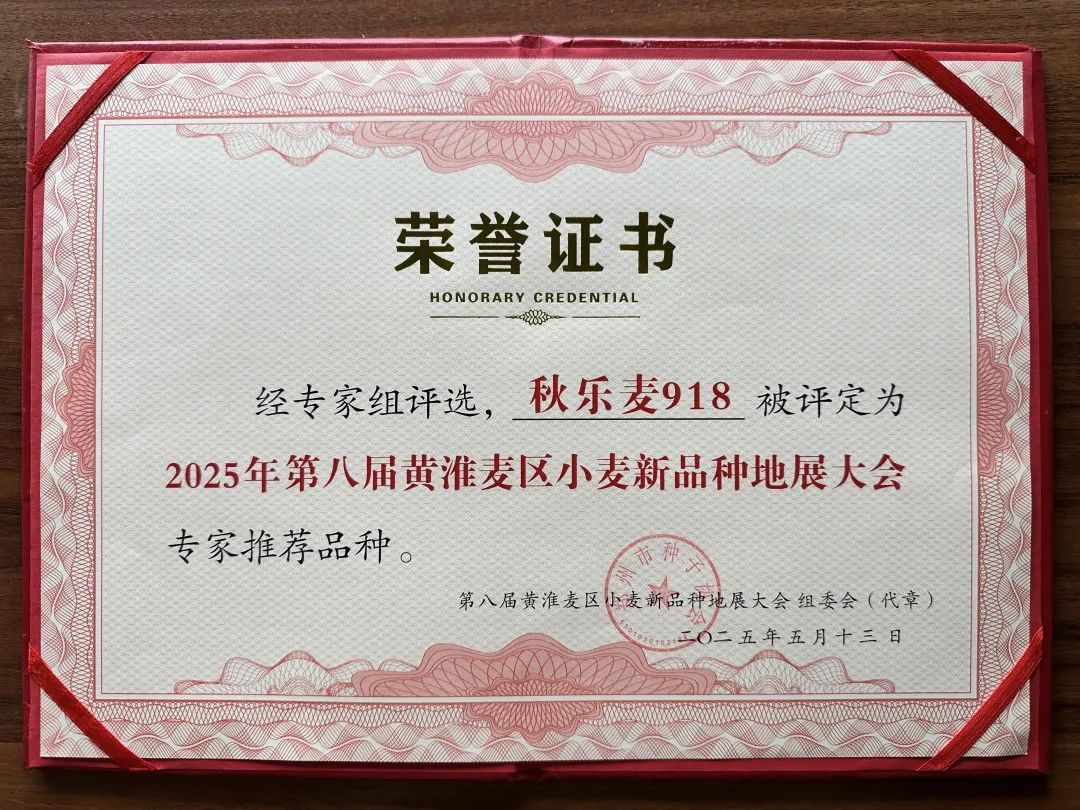 荣誉证书
HONORARY CREDENTIAL
经专家组评选，秋乐麦918 被评定为
2025年第八届黄淮麦区小麦新品种地展大会
专家推荐品种。
第八届黄淮麦区小麦新品种地展大会 组委会（代章）
二〇二五年五月十三日
州市种子